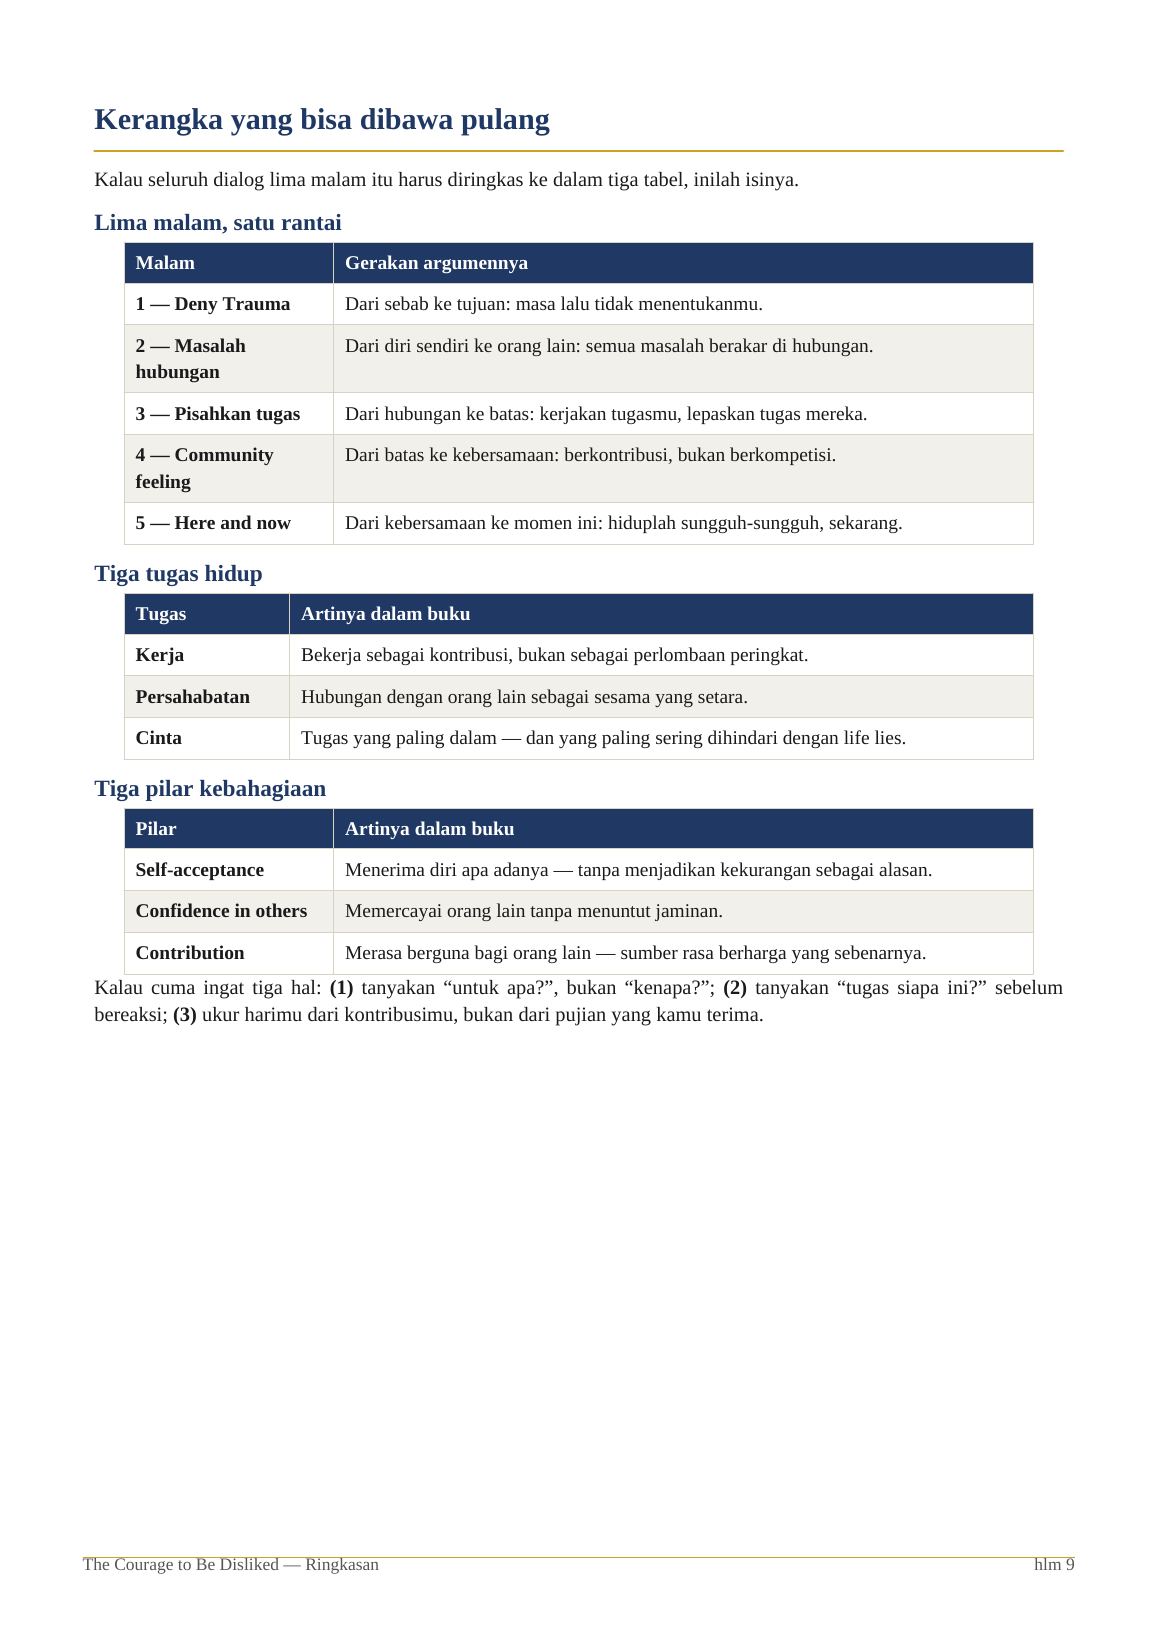 Kerangka yang bisa dibawa pulang
Kalau seluruh dialog lima malam itu harus diringkas ke dalam tiga tabel, inilah isinya.
Lima malam, satu rantai
Malam Gerakan argumennya
1 — Deny Trauma Dari sebab ke tujuan: masa lalu tidak menentukanmu.
2 — Masalah Dari diri sendiri ke orang lain: semua masalah berakar di hubungan.
hubungan
3 — Pisahkan tugas Dari hubungan ke batas: kerjakan tugasmu, lepaskan tugas mereka.
4 — Community Dari batas ke kebersamaan: berkontribusi, bukan berkompetisi.
feeling
5 — Here and now Dari kebersamaan ke momen ini: hiduplah sungguh-sungguh, sekarang.
Tiga tugas hidup
Tugas Artinya dalam buku
Kerja Bekerja sebagai kontribusi, bukan sebagai perlombaan peringkat.
Persahabatan Hubungan dengan orang lain sebagai sesama yang setara.
Cinta Tugas yang paling dalam — dan yang paling sering dihindari dengan life lies.
Tiga pilar kebahagiaan
Pilar Artinya dalam buku
Self-acceptance Menerima diri apa adanya — tanpa menjadikan kekurangan sebagai alasan.
Confidence in others Memercayai orang lain tanpa menuntut jaminan.
Contribution Merasa berguna bagi orang lain — sumber rasa berharga yang sebenarnya.
Kalau cuma ingat tiga hal: (1) tanyakan “untuk apa?”, bukan “kenapa?”; (2) tanyakan “tugas siapa ini?” sebelum
bereaksi; (3) ukur harimu dari kontribusimu, bukan dari pujian yang kamu terima.
The Courage to Be Disliked — Ringkasan hlm 9